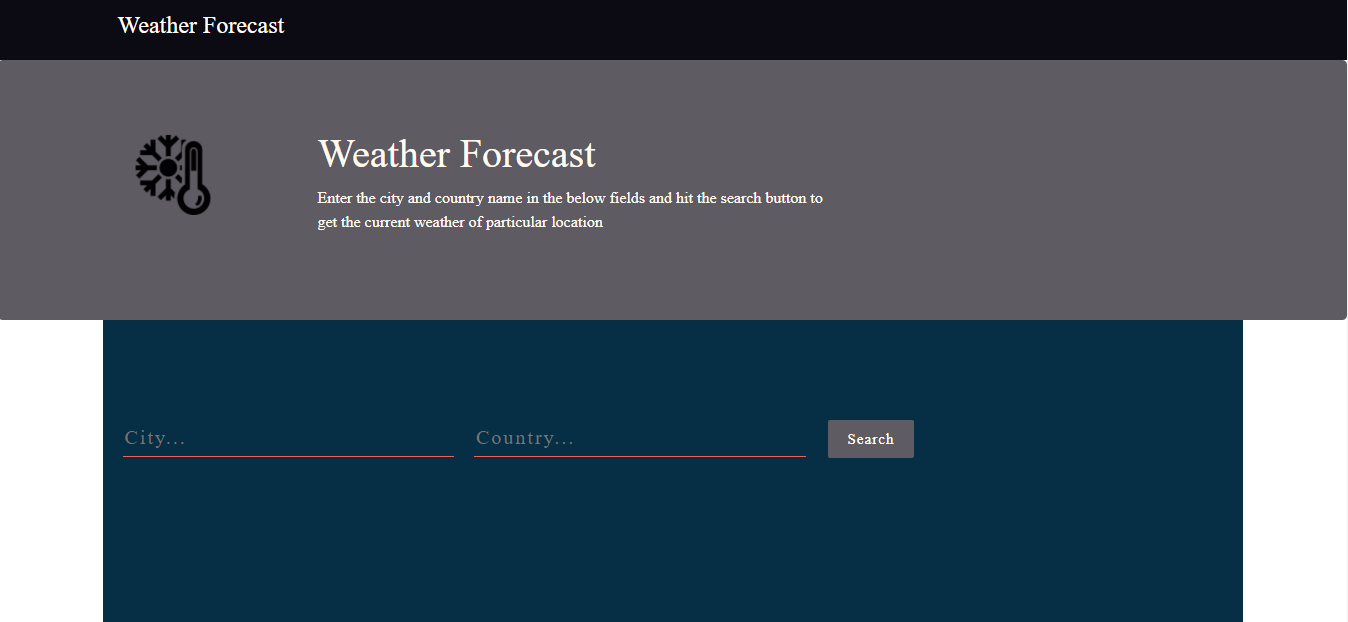 Weather Forecast
Weather Forecast
Enter the city and country name in the below fields and hit the search button to
get the current weather of particular location
City...
Country...
Search